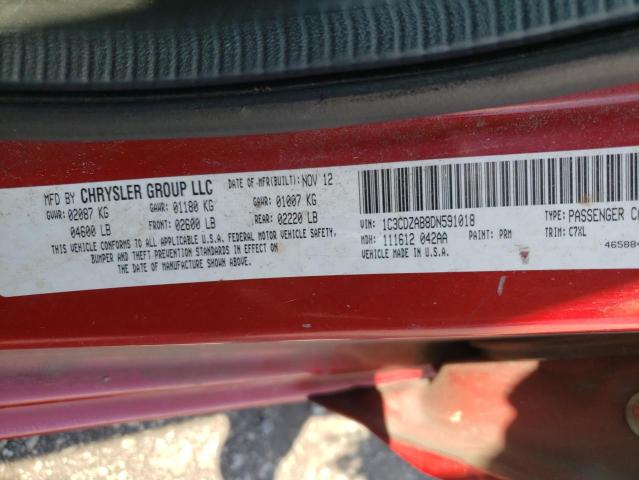 MFD BY CHRYSLER GROUP LLC
DATE OF MFR(BUILT): NOV 12
GVWR: 02087 KG
GAWR: 01180 KG
GAWR: 01007 KG
04600 LB
FRONT: 02600 LB
REAR: 02220 LB
THIS VEHICLE CONFORMS TO ALL APPLICABLE U.S.A. FEDERAL MOTOR VEHICLE SAFETY,
BUMPER AND THEFT PREVENTION STANDARDS IN EFFECT
ON THE DATE OF MANUFACTURE SHOWN ABOVE.
VIN: 1C3CDZAB8DN591018
TYPE: PASSENGER CA
MDH: 111612 042AA
PAINT: PRM
TRIM: C7XL
VEHICLE MADE IN U.S.A.